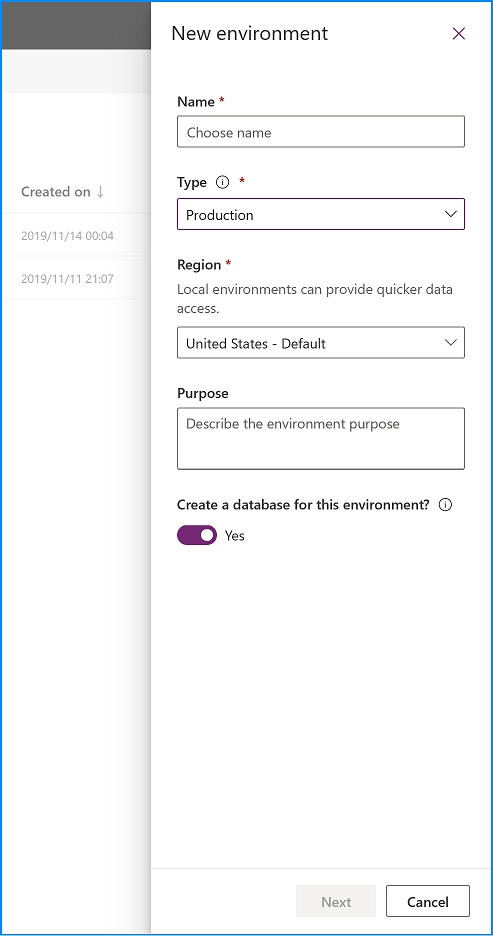 New environment
Name *
Choose name
Type *
Production
Region *
Local environments can provide quicker data
access.
United States - Default
Purpose
Describe the environment purpose
Create a database for this environment?
Yes
Next
Cancel
Created on ↓
2019/11/14 00:04
2019/11/11 21:07